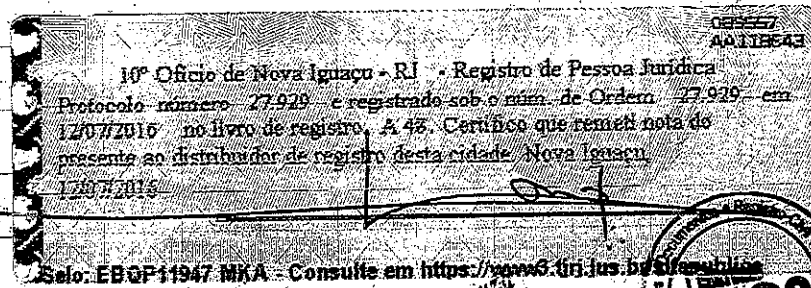 AA118643
10º Ofício de Nova Iguaçu - RJ - Registro de Pessoa Jurídica
Protocolo número 27.929 e registrado sob o núm. de Ordem 27.929 em
12/07/2016 no livro de registro A 43. Certifico que remeti nota do
presente ao distribuidor de registro desta cidade. Nova Iguaçu,
12/07/2016
Selo: EBQP11947 MKA - Consulte em https://www3.tjrj.jus.br/sitepublico